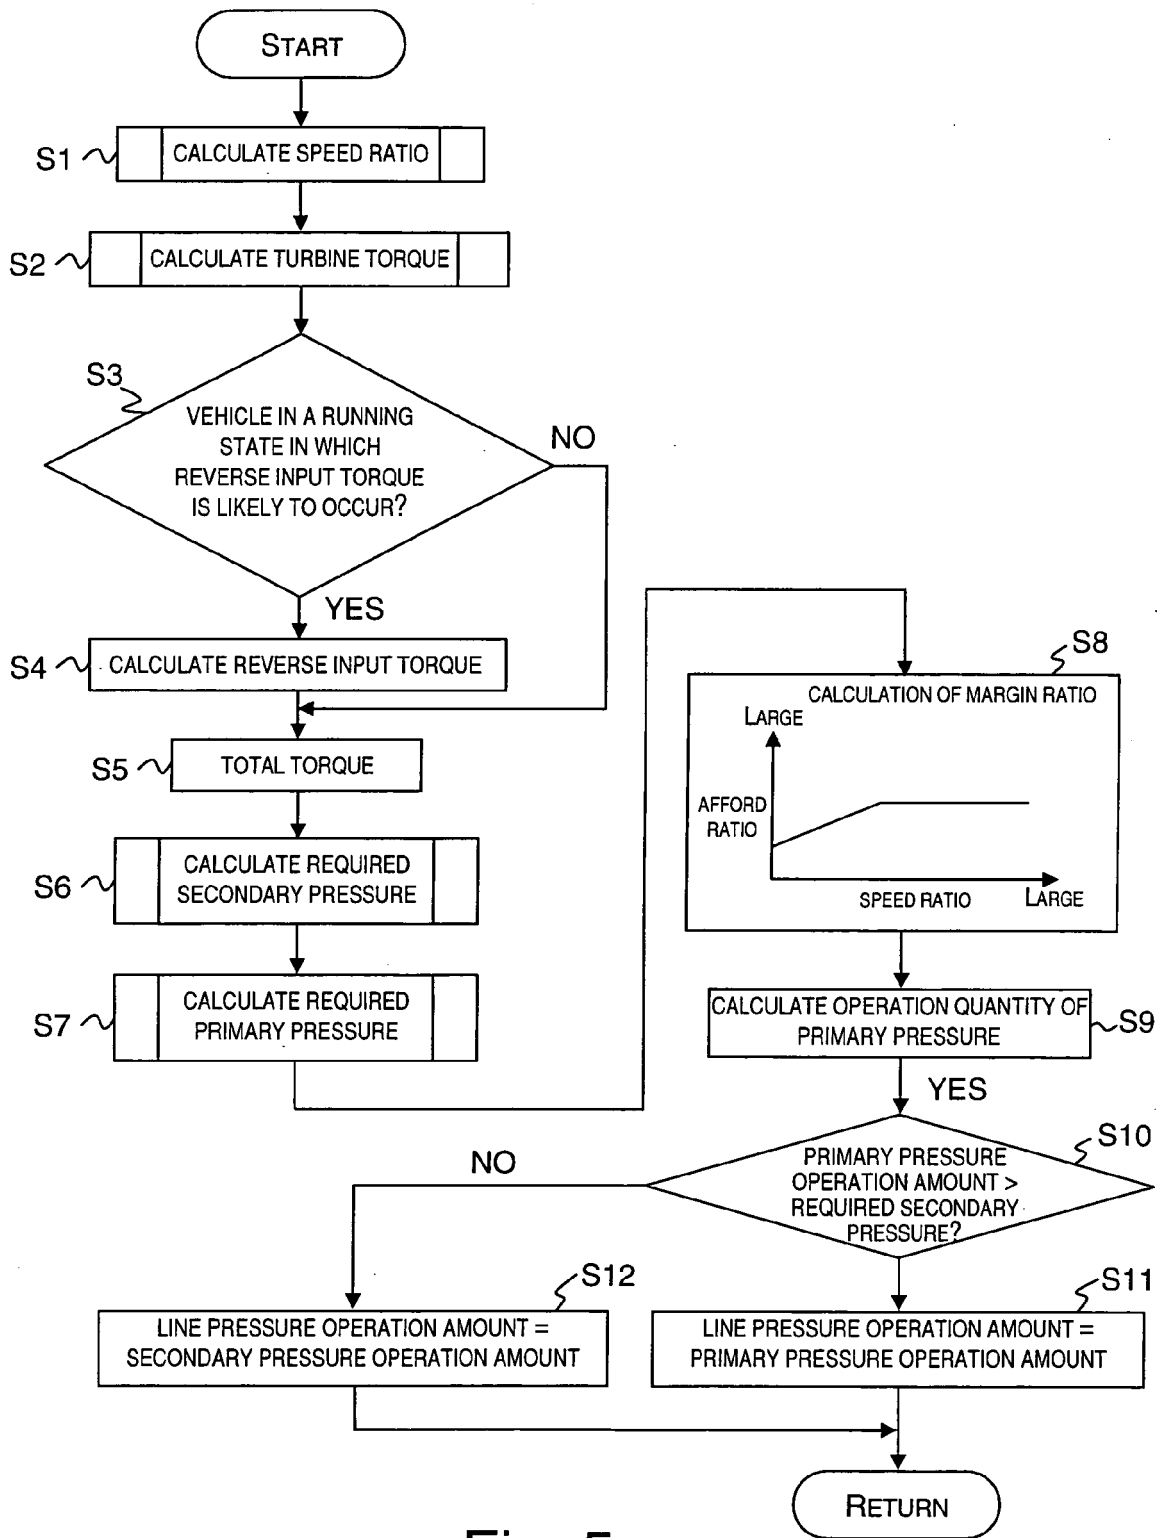 START
S1
CALCULATE SPEED RATIO
S2
CALCULATE TURBINE TORQUE
S3
VEHICLE IN A RUNNING
STATE IN WHICH
REVERSE INPUT TORQUE
IS LIKELY TO OCCUR?
NO
YES
S4
CALCULATE REVERSE INPUT TORQUE
S5
TOTAL TORQUE
S6
CALCULATE REQUIRED
SECONDARY PRESSURE
S7
CALCULATE REQUIRED
PRIMARY PRESSURE
S8
CALCULATION OF MARGIN RATIO
LARGE
AFFORD
RATIO
SPEED RATIO
LARGE
CALCULATE OPERATION QUANTITY OF
PRIMARY PRESSURE
S9
YES
S10
PRIMARY PRESSURE
OPERATION AMOUNT >
REQUIRED SECONDARY
PRESSURE?
NO
S12
LINE PRESSURE OPERATION AMOUNT =
SECONDARY PRESSURE OPERATION AMOUNT
S11
LINE PRESSURE OPERATION AMOUNT =
PRIMARY PRESSURE OPERATION AMOUNT
RETURN